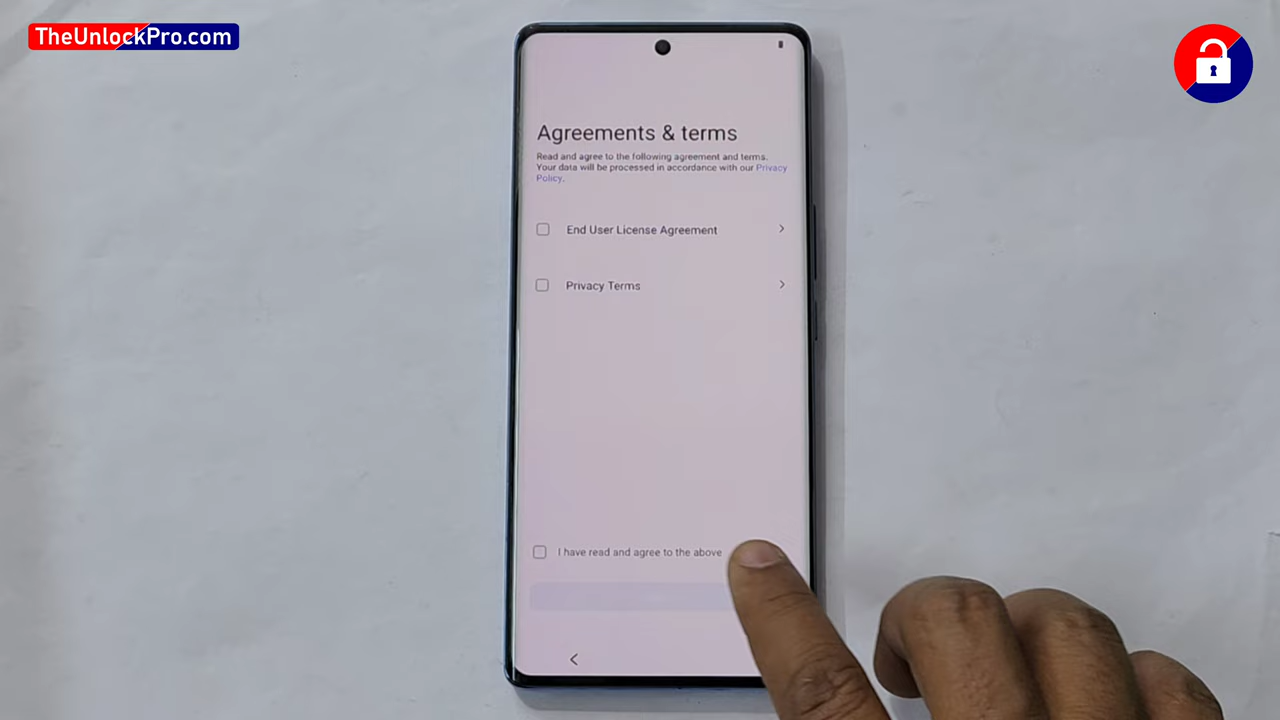 TheUnlockPro.com
Agreements & terms
Read and agree to the following agreement and terms.
Your data will be processed in accordance with our Privacy
Policy.
End User License Agreement
Privacy Terms
I have read and agree to the above